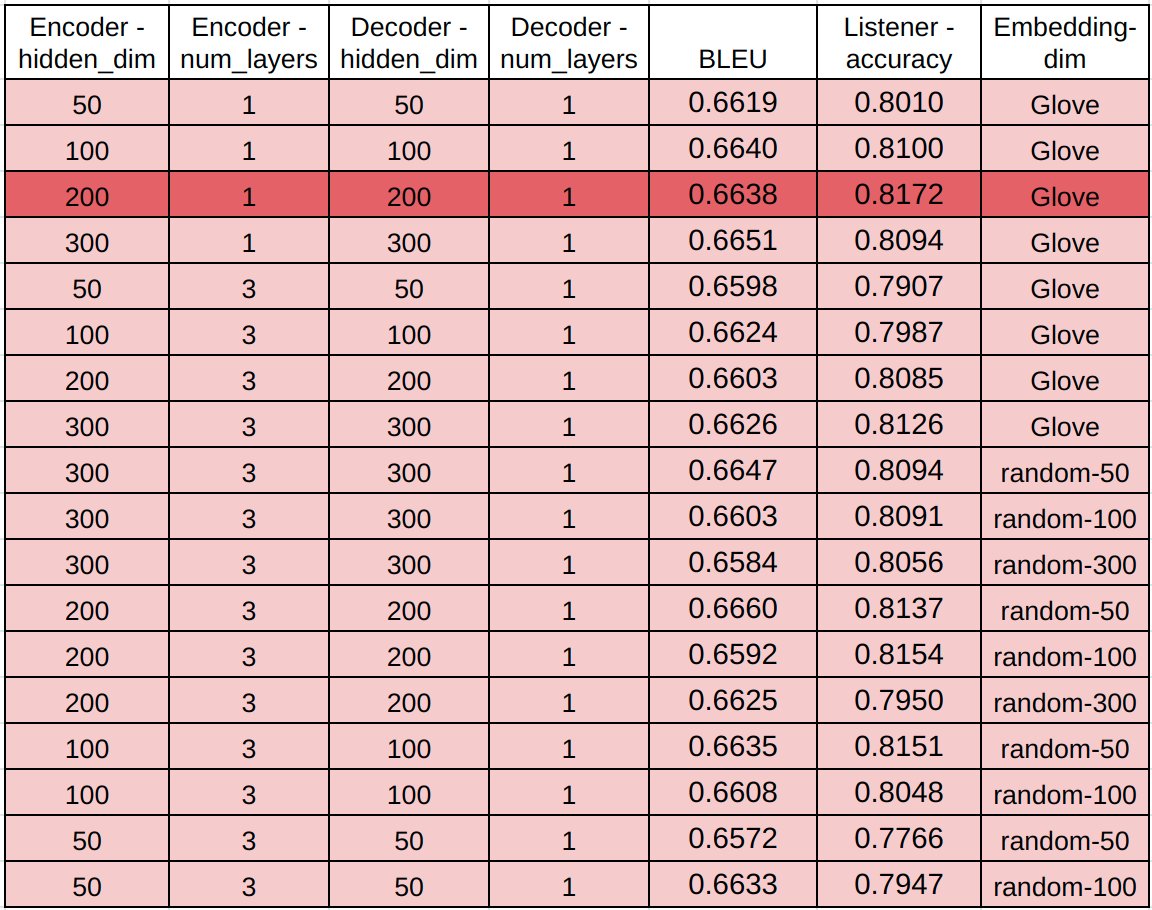 Encoder - Encoder - Decoder - Decoder - Listener - Embedding-
hidden_dim num_layers hidden_dim num_layers BLEU accuracy dim
50 1 50 1 0.6619 0.8010 Glove
100 1 100 1 0.6640 0.8100 Glove
200 1 200 1 0.6638 0.8172 Glove
300 1 300 1 0.6651 0.8094 Glove
50 3 50 1 0.6598 0.7907 Glove
100 3 100 1 0.6624 0.7987 Glove
200 3 200 1 0.6603 0.8085 Glove
300 3 300 1 0.6626 0.8126 Glove
300 3 300 1 0.6647 0.8094 random-50
300 3 300 1 0.6603 0.8091 random-100
300 3 300 1 0.6584 0.8056 random-300
200 3 200 1 0.6660 0.8137 random-50
200 3 200 1 0.6592 0.8154 random-100
200 3 200 1 0.6625 0.7950 random-300
100 3 100 1 0.6635 0.8151 random-50
100 3 100 1 0.6608 0.8048 random-100
50 3 50 1 0.6572 0.7766 random-50
50 3 50 1 0.6633 0.7947 random-100